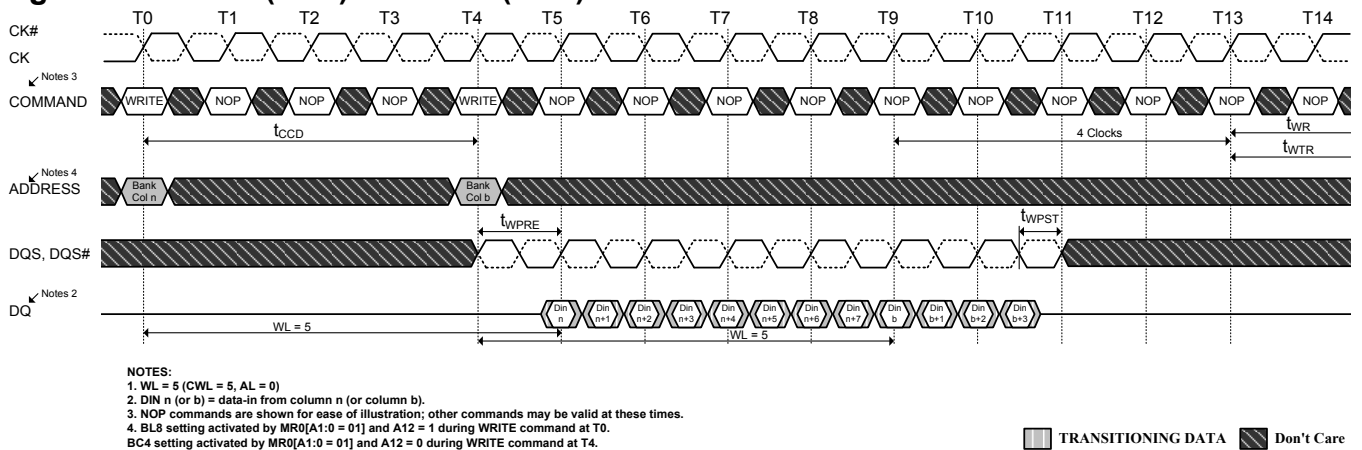 T0 T1 T2 T3 T4 T5 T6 T7 T8 T9 T10 T11 T12 T13 T14
CK#
CK
Notes 3
COMMAND WRITE NOP NOP NOP WRITE NOP NOP NOP NOP NOP NOP NOP NOP NOP NOP
tCCD 4 Clocks tWR
tWTR
Notes 4
ADDRESS
Bank Col n
Bank Col b
tWPRE tWPST
DQS, DQS#
Notes 2
DQ
Din n
Din n+1
Din n+2
Din n+3
Din n+4
Din n+5
Din n+6
Din n+7
Din b
Din b+1
Din b+2
Din b+3
WL = 5 WL = 5
NOTES:
1. WL = 5 (CWL = 5, AL = 0)
2. DIN n (or b) = data-in from column n (or column b).
3. NOP commands are shown for ease of illustration; other commands may be valid at these times.
4. BL8 setting activated by MR0[A1:0 = 01] and A12 = 1 during WRITE command at T0.
BC4 setting activated by MR0[A1:0 = 01] and A12 = 0 during WRITE command at T4.
TRANSITIONING DATA Don't Care